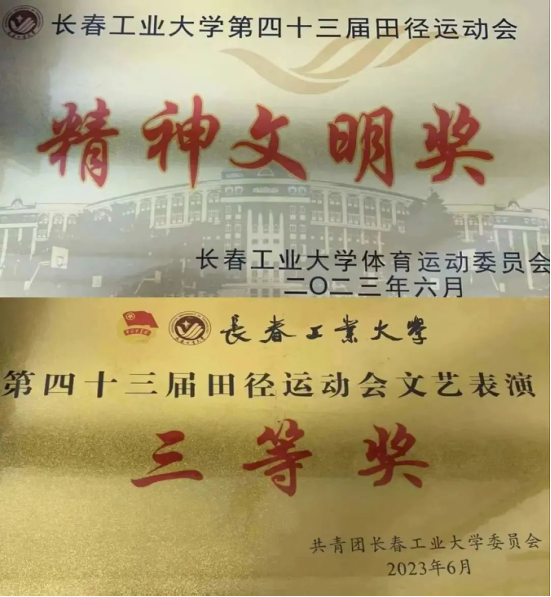 长春工业大学第四十三届田径运动会
精神文明奖
长春工业大学体育运动委员会
二〇二三年六月
長春工業大學
第四十三届田径运动会文艺表演
三等奖
共青团长春工业大学委员会
2023年6月